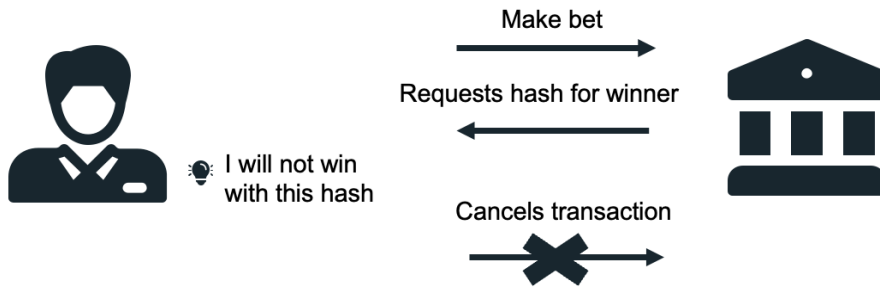 Make bet
Requests hash for winner
I will not win
with this hash
Cancels transaction